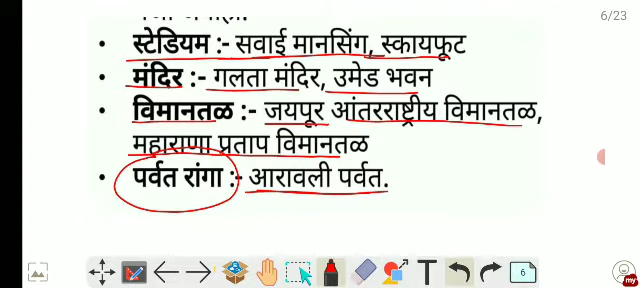 6/23
• स्टेडियम :- सवाई मानसिंग, स्कायफूट
• मंदिर :- गलता मंदिर, उमेड भवन
• विमानतळ :- जयपूर आंतरराष्ट्रीय विमानतळ,
महाराणा प्रताप विमानतळ
• पर्वत रांगा :- आरावली पर्वत.
T
6
my